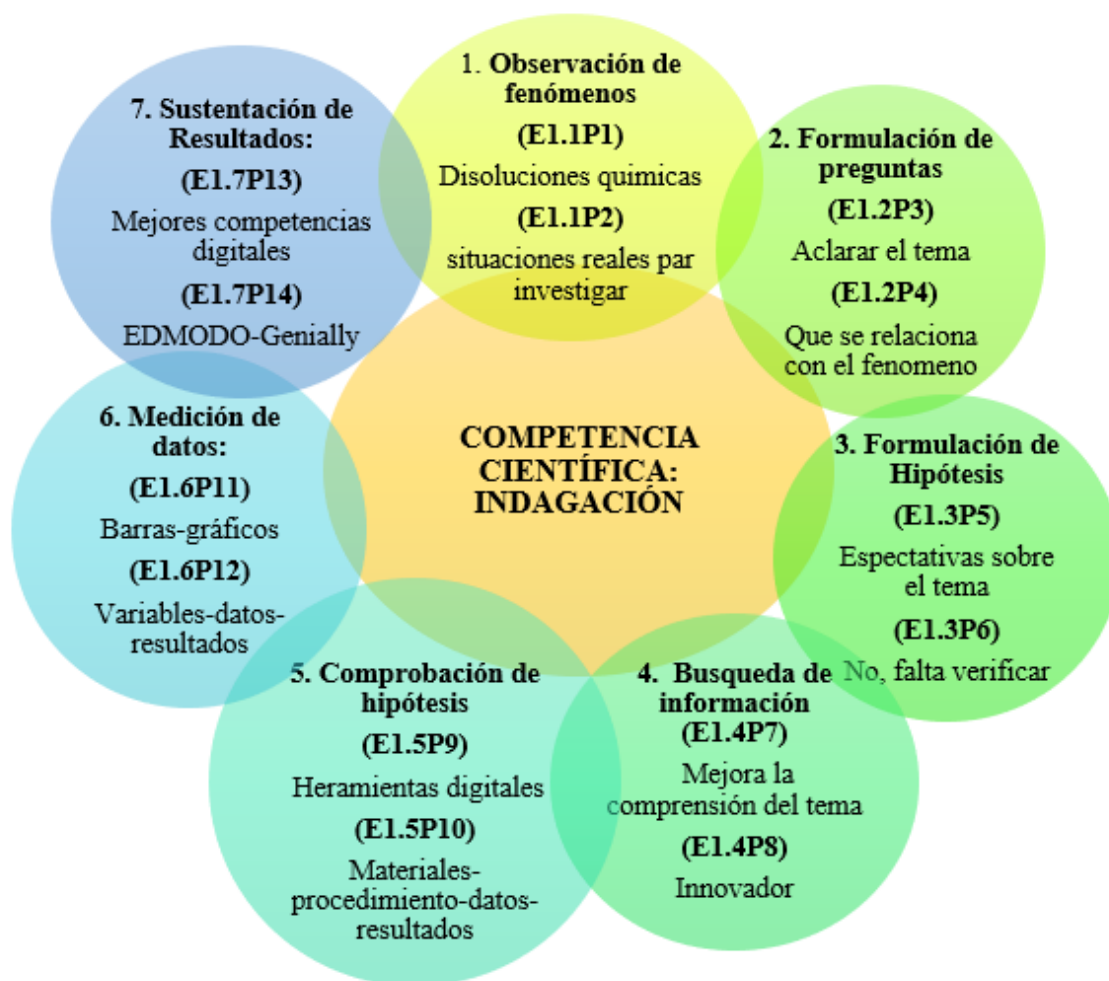 1. Observación de
fenómenos
(E1.1P1)
Disoluciones quimicas
(E1.1P2)
situaciones reales par
investigar
2. Formulación de
preguntas
(E1.2P3)
Aclarar el tema
(E1.2P4)
Que se relaciona
con el fenomeno
3. Formulación de
Hipótesis
(E1.3P5)
Espectativas sobre
el tema
(E1.3P6)
No, falta verificar
4. Busqueda de
información
(E1.4P7)
Mejora la
comprensión del tema
(E1.4P8)
Innovador
5. Comprobación de
hipótesis
(E1.5P9)
Heramientas digitales
(E1.5P10)
Materiales-
procedimiento-datos-
resultados
6. Medición de
datos:
(E1.6P11)
Barras-gráficos
(E1.6P12)
Variables-datos-
resultados
7. Sustentación de
Resultados:
(E1.7P13)
Mejores competencias
digitales
(E1.7P14)
EDMODO-Genially
COMPETENCIA
CIENTÍFICA:
INDAGACIÓN